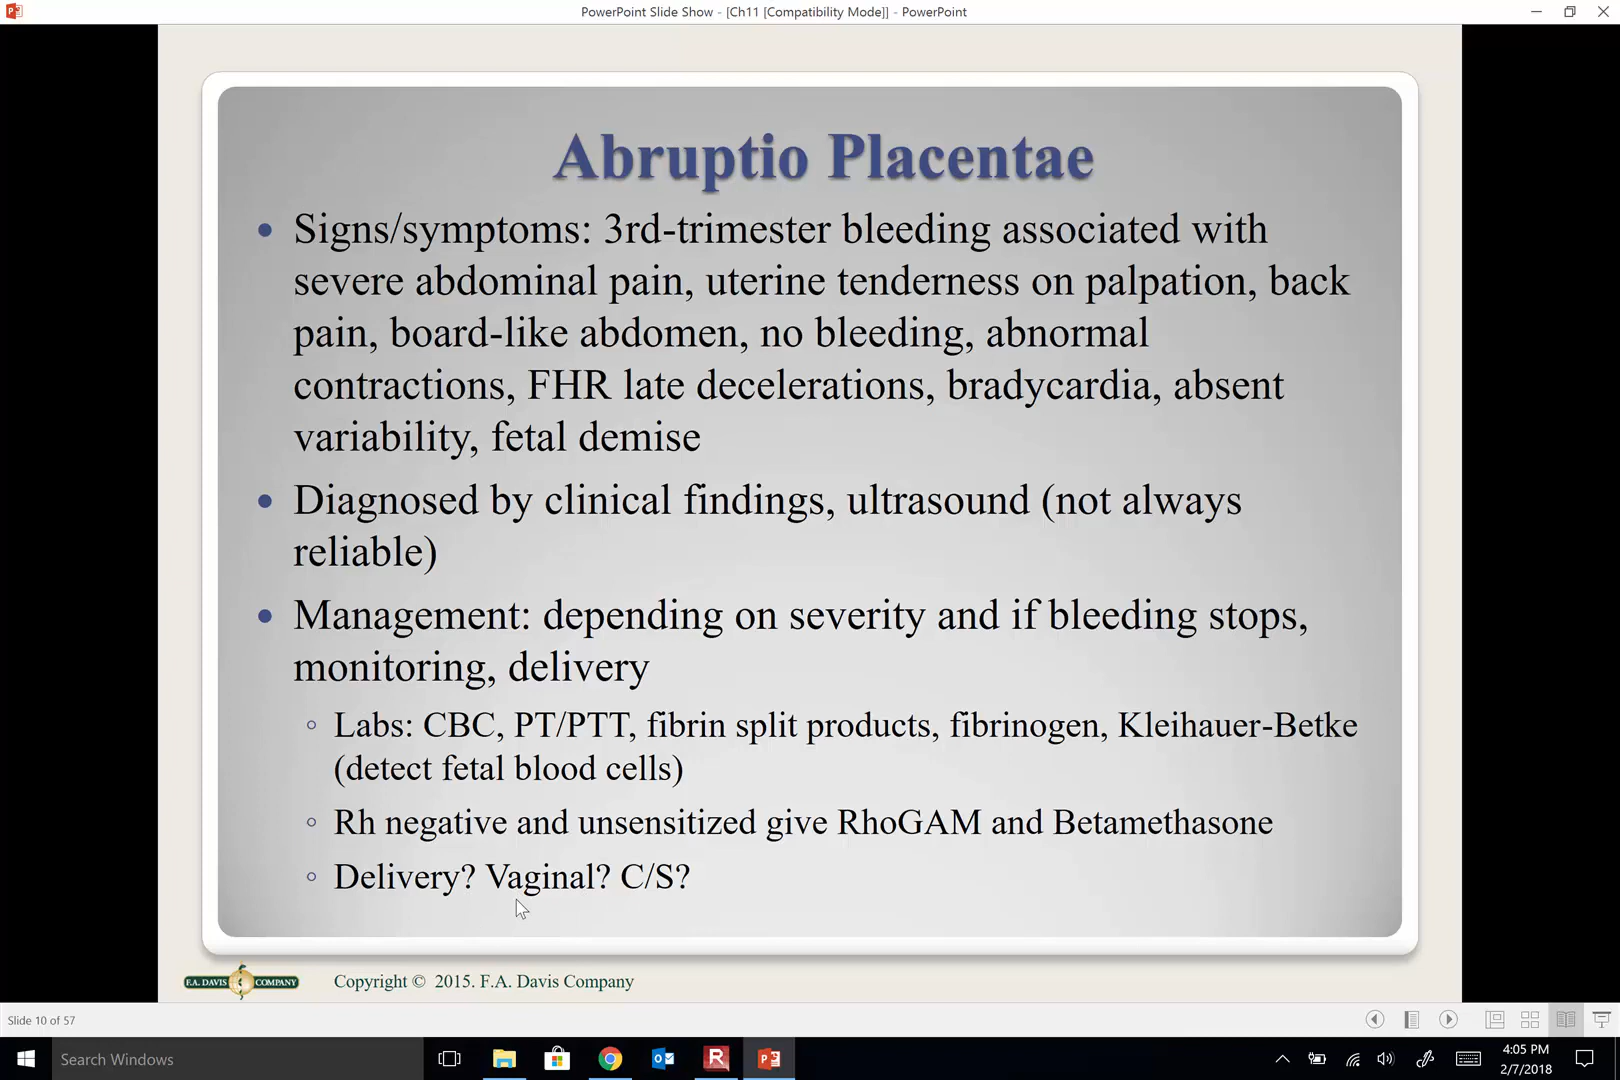 PowerPoint Slide Show - [Ch11 [Compatibility Mode]] - PowerPoint
Abruptio Placentae
• Signs/symptoms: 3rd-trimester bleeding associated with
severe abdominal pain, uterine tenderness on palpation, back
pain, board-like abdomen, no bleeding, abnormal
contractions, FHR late decelerations, bradycardia, absent
variability, fetal demise
• Diagnosed by clinical findings, ultrasound (not always
reliable)
• Management: depending on severity and if bleeding stops,
monitoring, delivery
◦ Labs: CBC, PT/PTT, fibrin split products, fibrinogen, Kleihauer-Betke
(detect fetal blood cells)
◦ Rh negative and unsensitized give RhoGAM and Betamethasone
◦ Delivery? Vaginal? C/S?
F.A. DAVIS COMPANY
Copyright © 2015. F.A. Davis Company
Slide 10 of 57
Search Windows
4:05 PM
2/7/2018